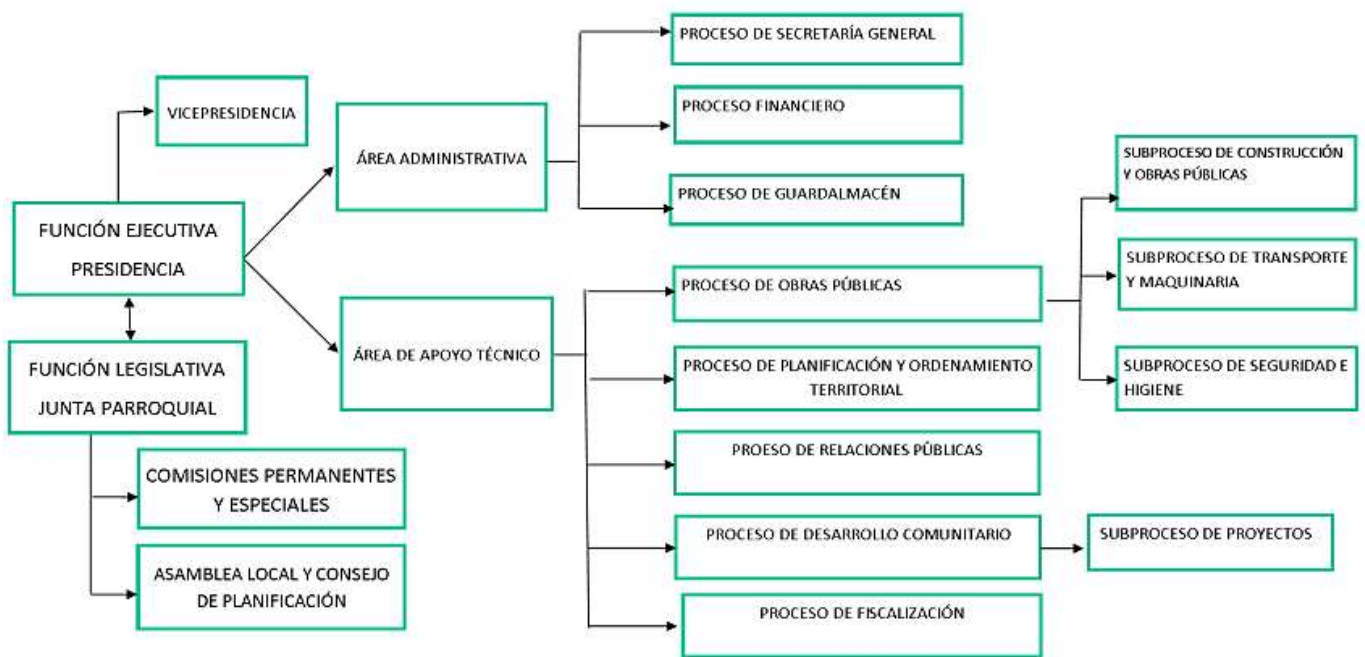 PROCESO DE SECRETARÍA GENERAL
VICEPRESIDENCIA
PROCESO FINANCIERO
ÁREA ADMINISTRATIVA
SUBPROCESO DE CONSTRUCCIÓN
Y OBRAS PÚBLICAS
PROCESO DE GUARDALMACÉN
FUNCIÓN EJECUTIVA
PRESIDENCIA
SUBPROCESO DE TRANSPORTE
Y MAQUINARIA
PROCESO DE OBRAS PÚBLICAS
ÁREA DE APOYO TÉCNICO
FUNCIÓN LEGISLATIVA
JUNTA PARROQUIAL
PROCESO DE PLANIFICACIÓN Y ORDENAMIENTO
TERRITORIAL
SUBPROCESO DE SEGURIDAD E
HIGIENE
PROESO DE RELACIONES PÚBLICAS
COMISIONES PERMANENTES
Y ESPECIALES
PROCESO DE DESARROLLO COMUNITARIO
SUBPROCESO DE PROYECTOS
ASAMBLEA LOCAL Y CONSEJO
DE PLANIFICACIÓN
PROCESO DE FISCALIZACIÓN